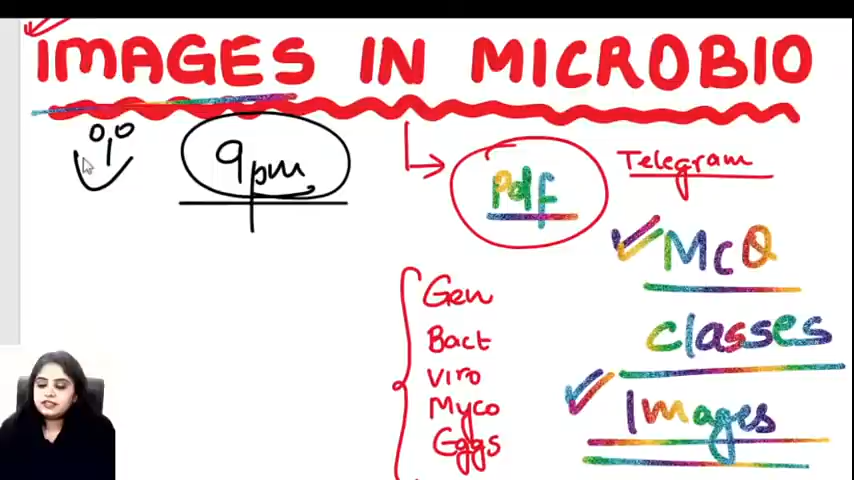 IMAGES IN MICROBIO
9pm
Pdf
Telegram
MCQ
classes
Images
Gen
Bact
Viro
Myco
Eggs